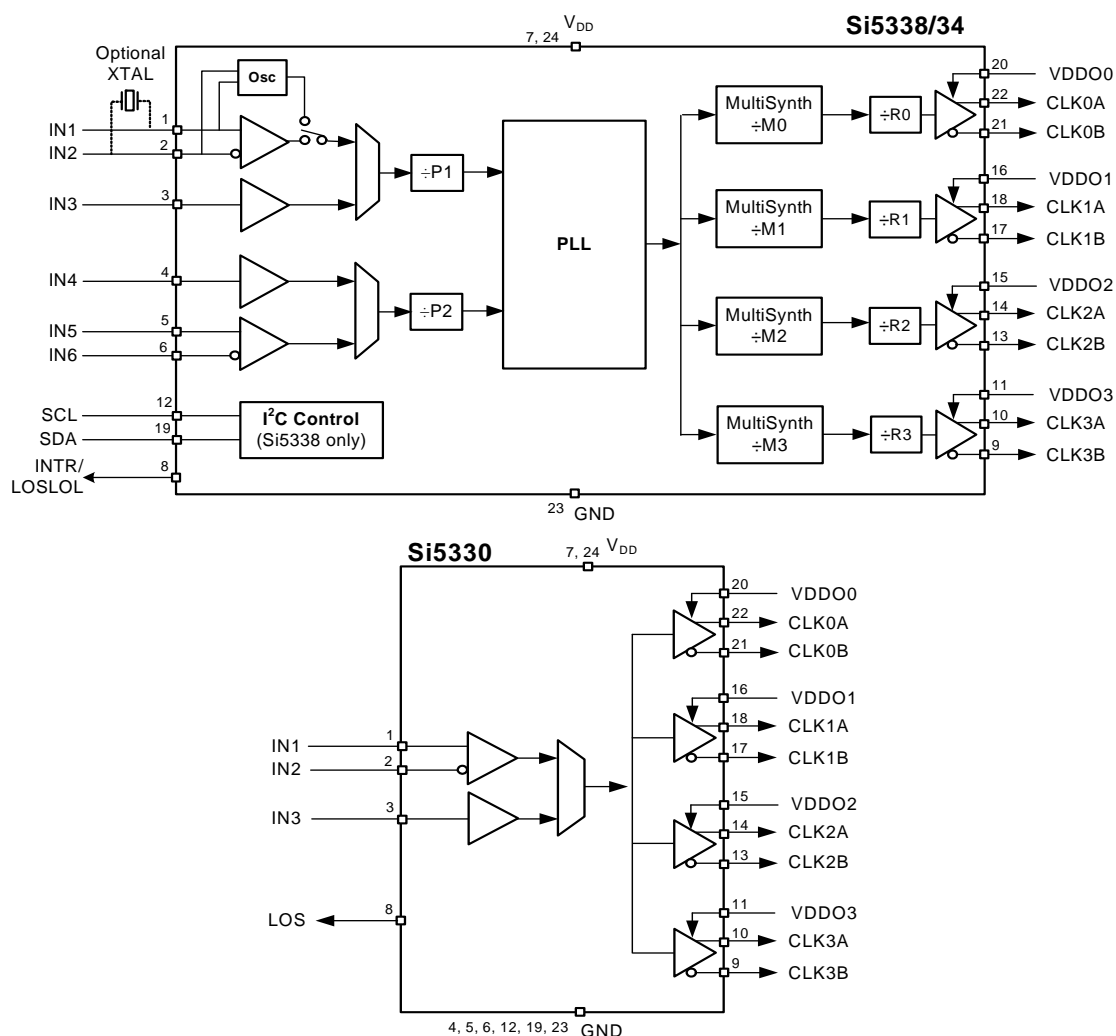 Si5338/34
VDD
7, 24
Optional
XTAL
Osc
IN1
1
IN2
2
IN3
3
IN4
4
IN5
5
IN6
6
÷P1
÷P2
PLL
MultiSynth
÷M0
÷R0
MultiSynth
÷M1
÷R1
MultiSynth
÷M2
÷R2
MultiSynth
÷M3
÷R3
20
VDDO0
22
CLK0A
21
CLK0B
16
VDDO1
18
CLK1A
17
CLK1B
15
VDDO2
14
CLK2A
13
CLK2B
11
VDDO3
10
CLK3A
9
CLK3B
SCL
12
SDA
19
INTR/
LOSLOL
8
I²C Control
(Si5338 only)
23 GND
Si5330
7, 24 VDD
IN1
1
IN2
2
IN3
3
LOS
8
20
VDDO0
22
CLK0A
21
CLK0B
16
VDDO1
18
CLK1A
17
CLK1B
15
VDDO2
14
CLK2A
13
CLK2B
11
VDDO3
10
CLK3A
9
CLK3B
4, 5, 6, 12, 19, 23 GND